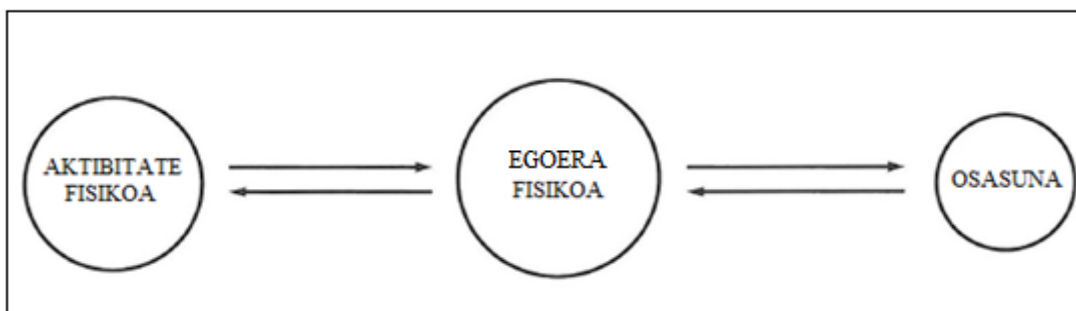 AKTIBITATE
FISIKOA
EGOERA
FISIKOA
OSASUNA